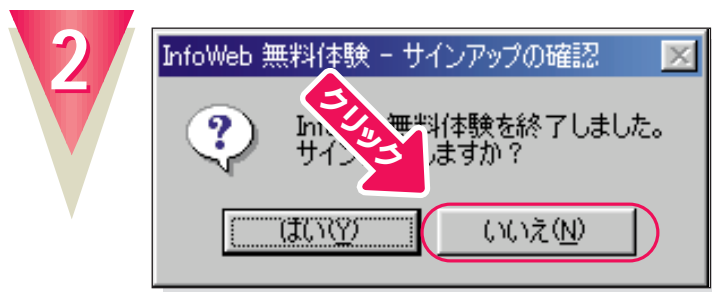 2
InfoWeb 無料体験 - サインアップの確認
クリック
無料体験を終了しました。
サイン しますか？
はい(Y)
いいえ(N)